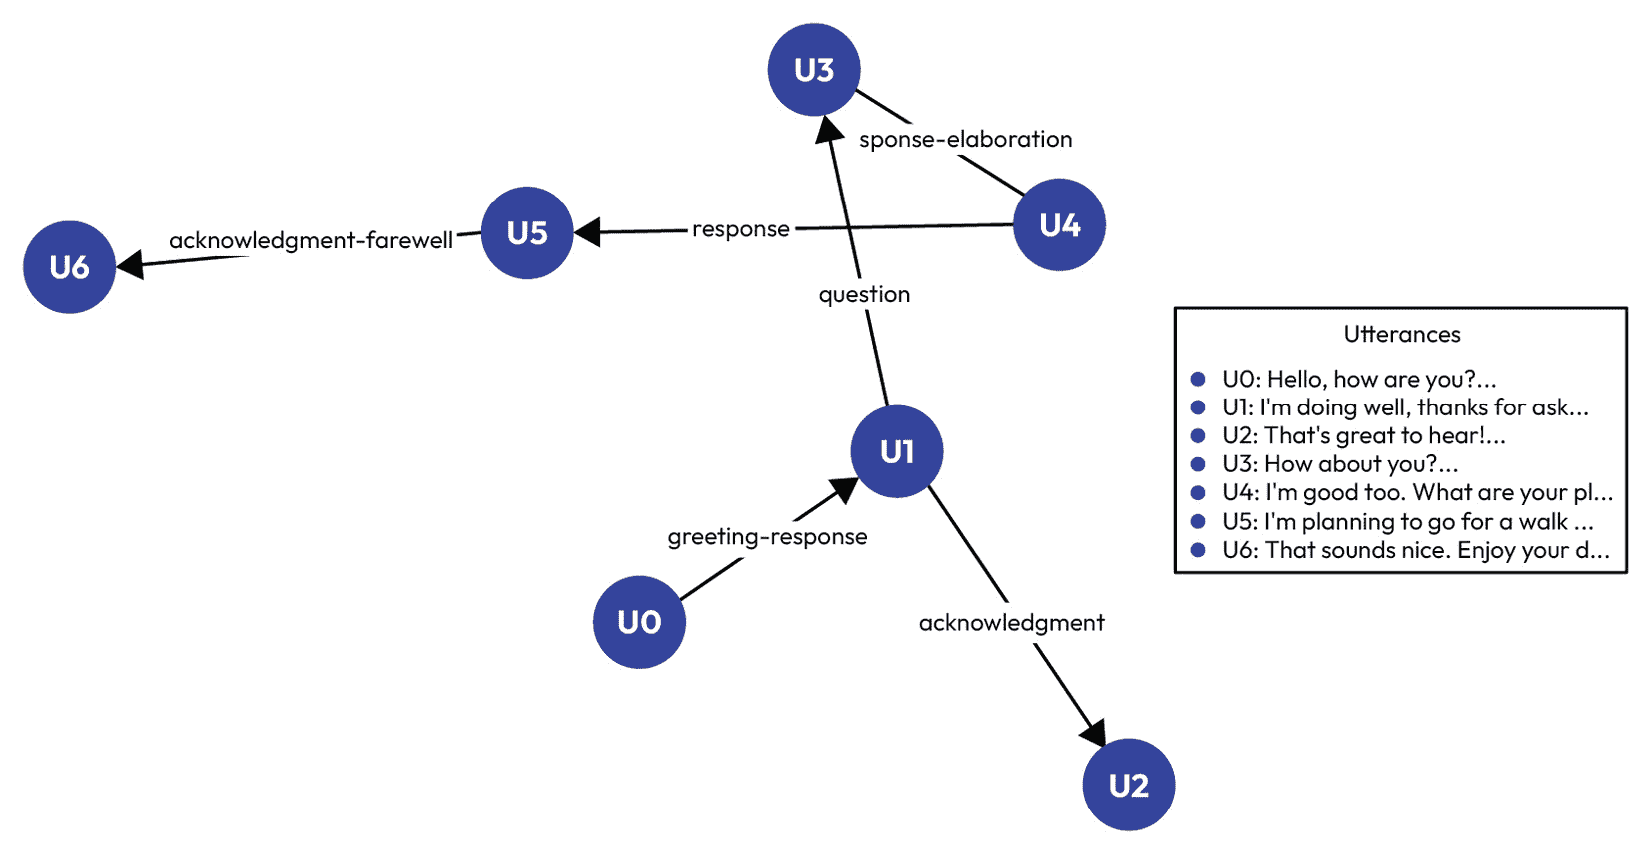 U3
sponse-elaboration
U4
response
U5
acknowledgment-farewell
U6
question
U1
greeting-response
U0
acknowledgment
U2
Utterances
U0: Hello, how are you?...
U1: I'm doing well, thanks for ask...
U2: That's great to hear!...
U3: How about you?...
U4: I'm good too. What are your pl...
U5: I'm planning to go for a walk ...
U6: That sounds nice. Enjoy your d...